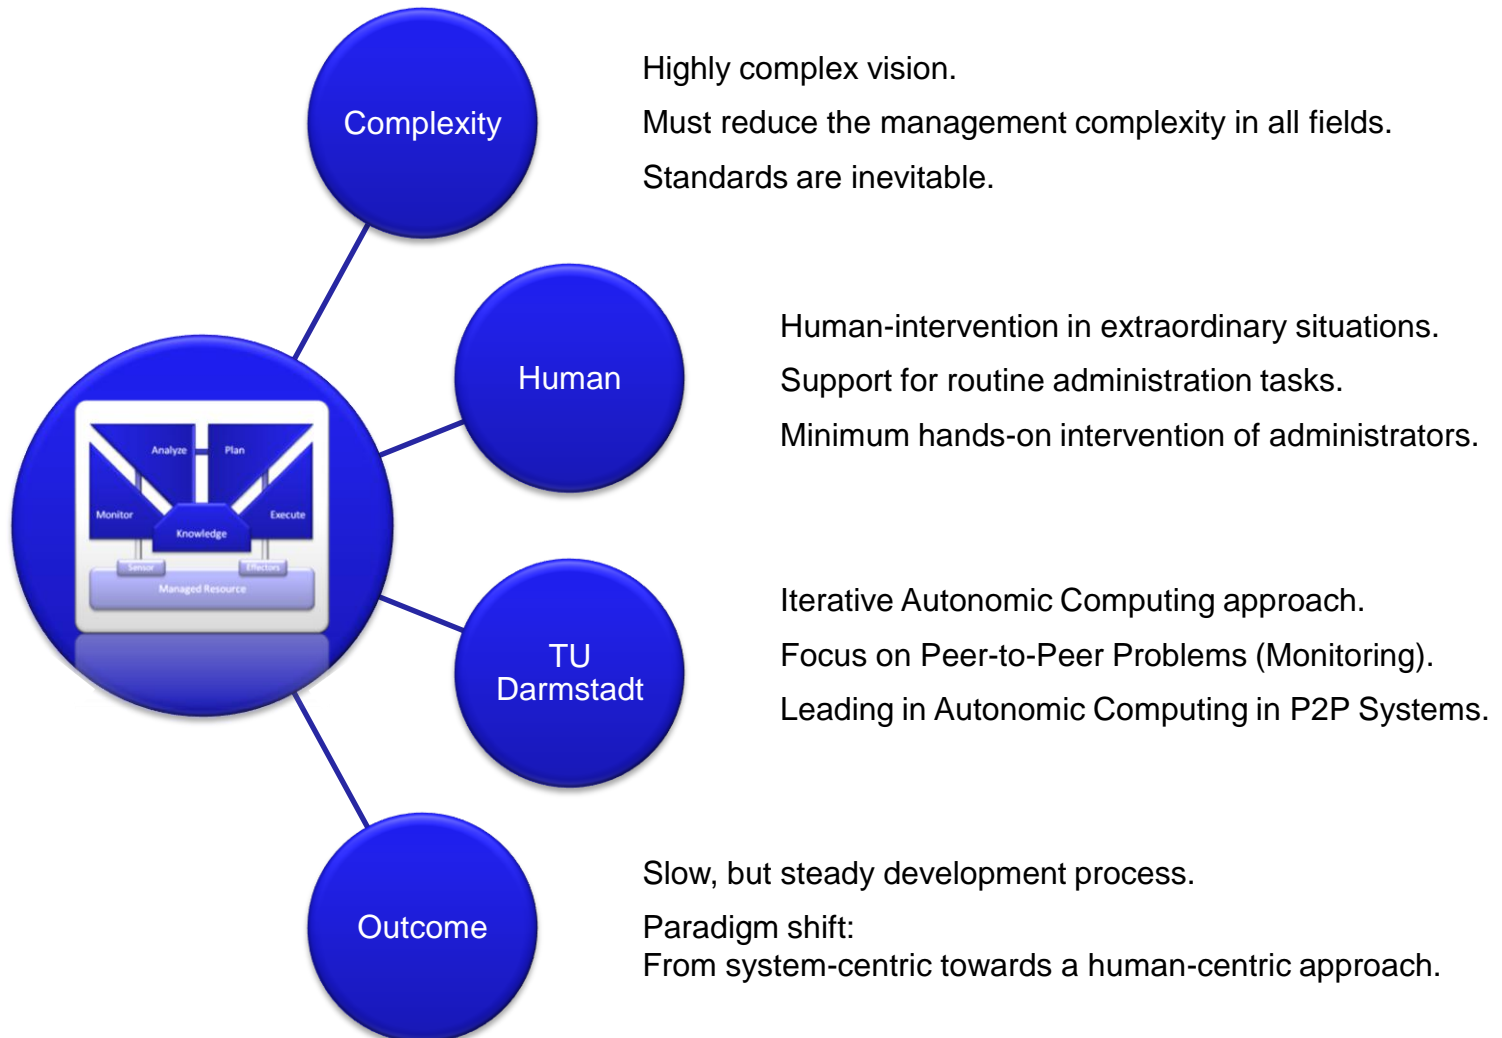 Complexity
Highly complex vision.
Must reduce the management complexity in all fields.
Standards are inevitable.
Human
Human-intervention in extraordinary situations.
Support for routine administration tasks.
Minimum hands-on intervention of administrators.
Analyze
Plan
Monitor
Execute
Knowledge
Sensor
Effectors
Managed Resource
TU
Darmstadt
Iterative Autonomic Computing approach.
Focus on Peer-to-Peer Problems (Monitoring).
Leading in Autonomic Computing in P2P Systems.
Outcome
Slow, but steady development process.
Paradigm shift:
From system-centric towards a human-centric approach.